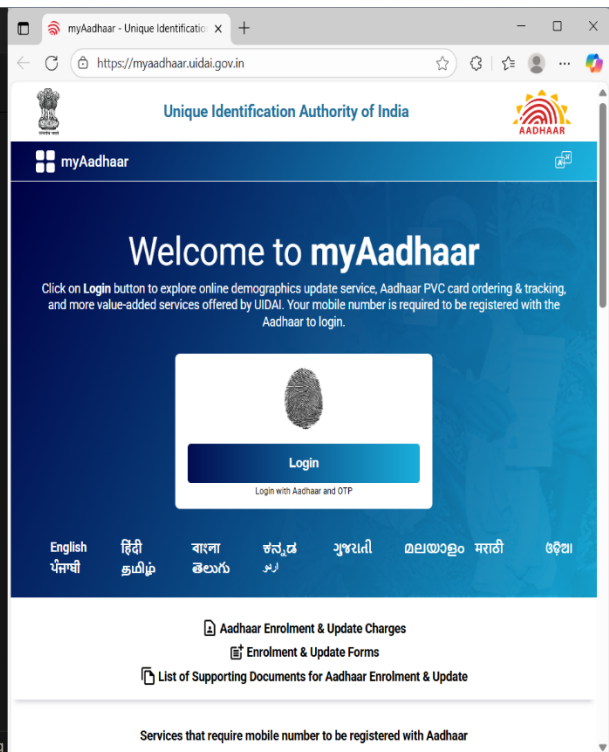 myAadhaar - Unique Identificatio
https://myaadhaar.uidai.gov.in
Unique Identification Authority of India
AADHAAR
myAadhaar
Welcome to myAadhaar
Click on Login button to explore online demographics update service, Aadhaar PVC card ordering & tracking,
and more value-added services offered by UIDAI. Your mobile number is required to be registered with the
Aadhaar to login.
Login
Login with Aadhaar and OTP
English हिंदी বাংলা ಕನ್ನಡ ગુજરાતી മലയാളം मराठी ଓଡ଼ିଆ
ਪੰਜਾਬੀ தமிழ் తెలుగు اردو
Aadhaar Enrolment & Update Charges
Enrolment & Update Forms
List of Supporting Documents for Aadhaar Enrolment & Update
Services that require mobile number to be registered with Aadhaar